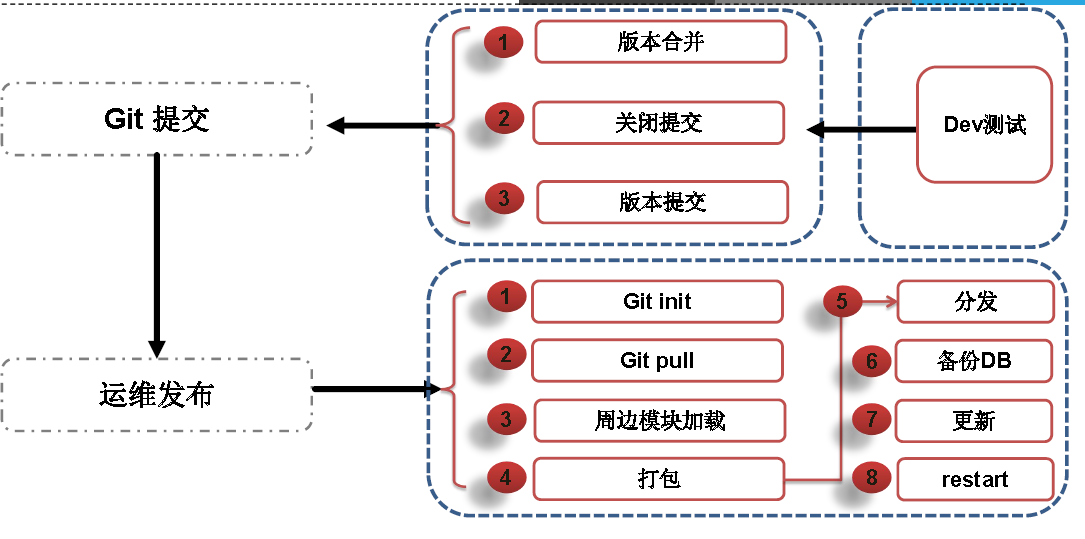 1 版本合并
Git 提交
2 关闭提交
Dev测试
3 版本提交
1 Git init
5 分发
2 Git pull
6 备份DB
运维发布
3 周边模块加载
7 更新
4 打包
8 restart